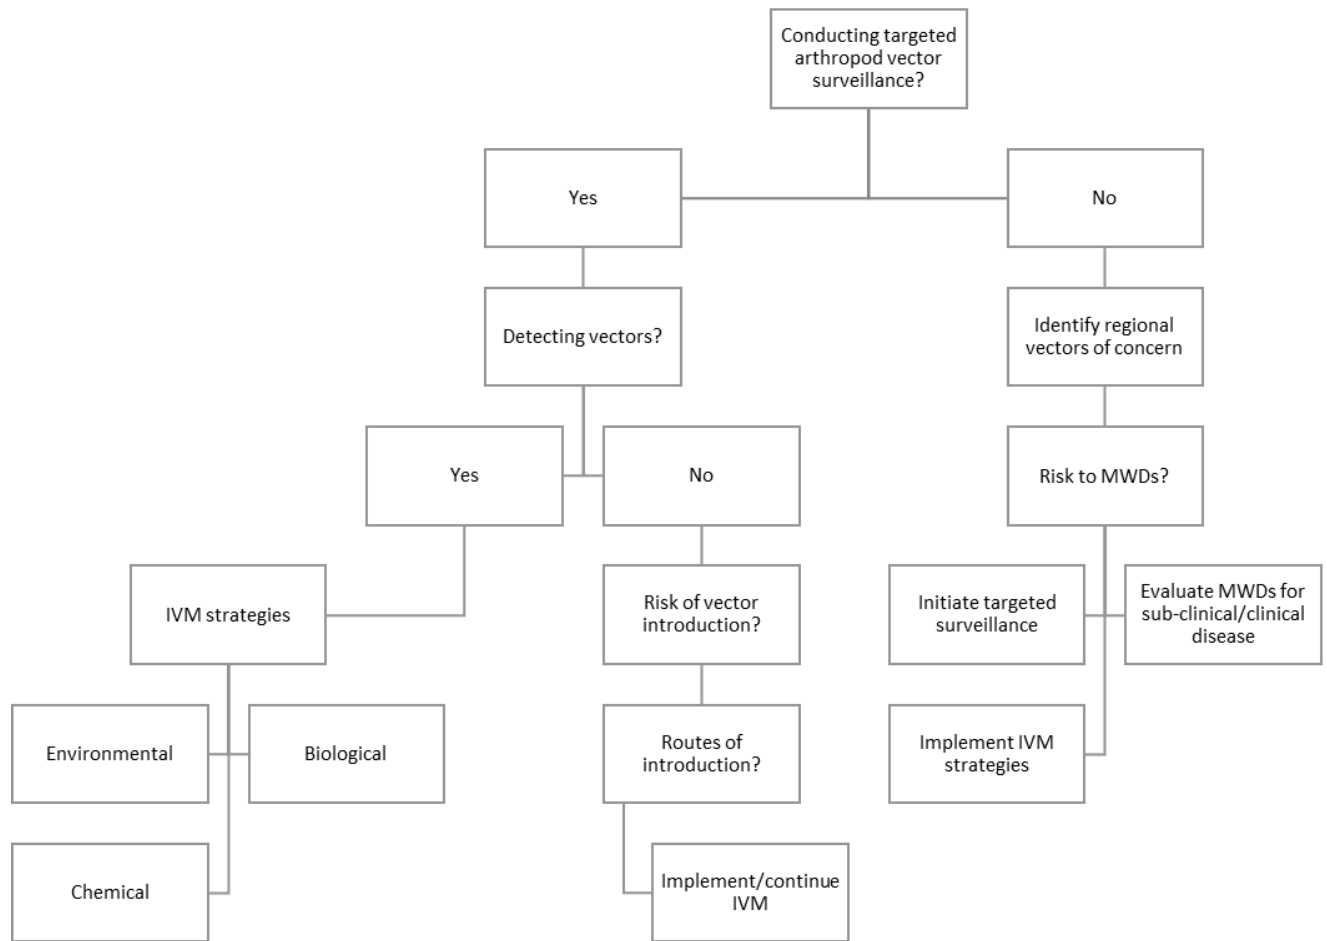 Conducting targeted
arthropod vector
surveillance?
Yes
No
Detecting vectors?
Identify regional
vectors of concern
Yes
No
Risk to MWDs?
IVM strategies
Risk of vector
introduction?
Initiate targeted
surveillance
Evaluate MWDs for
sub-clinical/clinical
disease
Environmental
Biological
Routes of
introduction?
Implement IVM
strategies
Chemical
Implement/continue
IVM